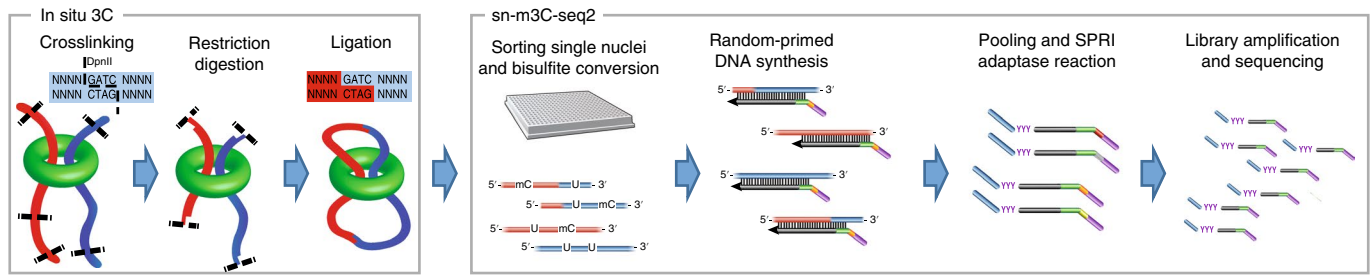 In situ 3C
Crosslinking
DpnII
NNNN GATC NNNN
NNNN CTAG NNNN
Restriction
digestion
Ligation
NNNN GATC NNNN
NNNN CTAG NNNN
sn-m3C-seq2
Sorting single nuclei
and bisulfite conversion
5′ mC U 3′
5′ U mC 3′
5′ U mC 3′
5′ U U 3′
Random-primed
DNA synthesis
5′ 3′
5′ 3′
5′ 3′
5′ 3′
Pooling and SPRI
adaptase reaction
YYY
YYY
YYY
YYY
Library amplification
and sequencing
YYY
YYY
YYY
YYY
YYY
YYY
YYY